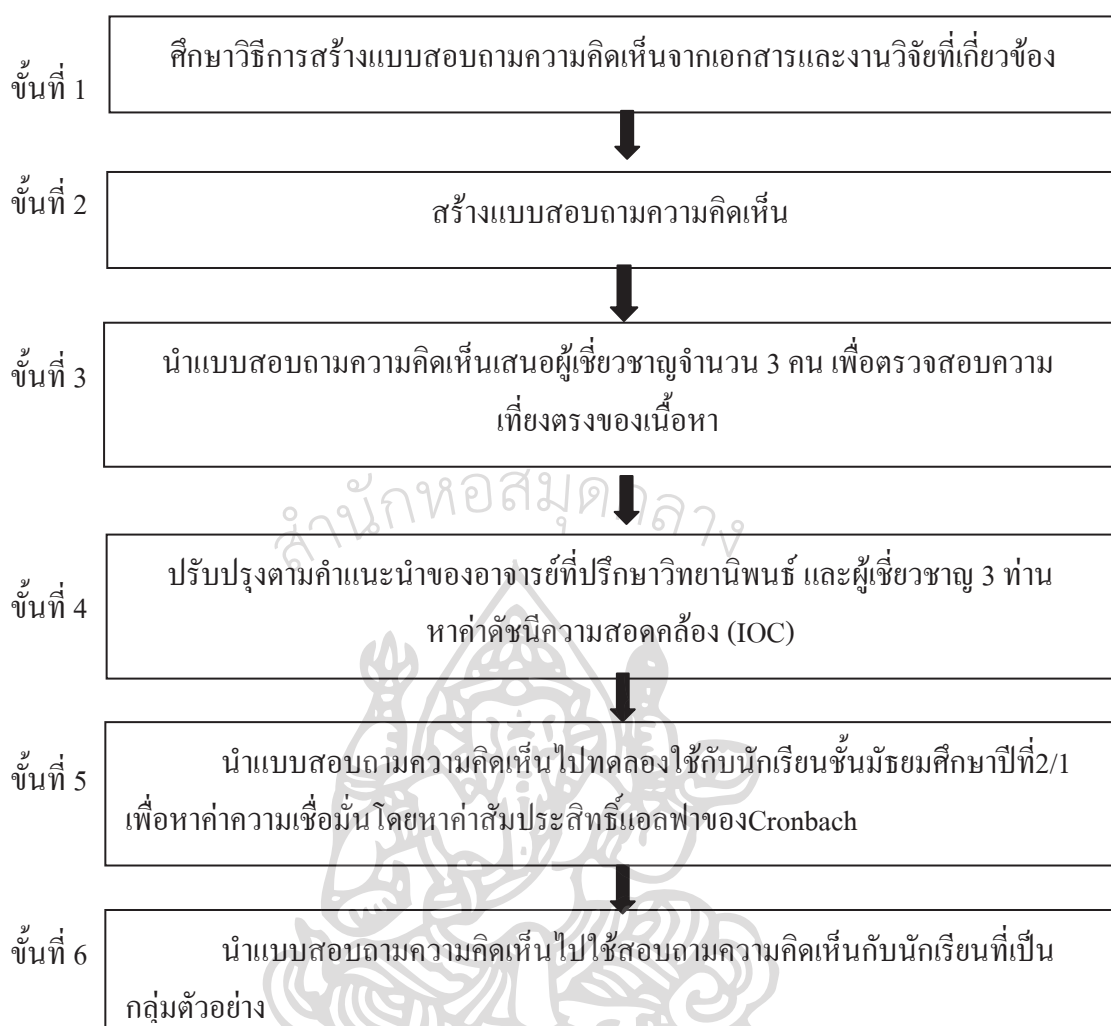 ขั้นที่ 1
ศึกษาวิธีการสร้างแบบสอบถามความคิดเห็นจากเอกสารและงานวิจัยที่เกี่ยวข้อง
ขั้นที่ 2
สร้างแบบสอบถามความคิดเห็น
ขั้นที่ 3
นำแบบสอบถามความคิดเห็นเสนอผู้เชี่ยวชาญจำนวน 3 คน เพื่อตรวจสอบความ
เที่ยงตรงของเนื้อหา
สำนักหอสมุดกลาง
ขั้นที่ 4
ปรับปรุงตามคำแนะนำของอาจารย์ที่ปรึกษาวิทยานิพนธ์ และผู้เชี่ยวชาญ 3 ท่าน
หาค่าดัชนีความสอดคล้อง (IOC)
ขั้นที่ 5
นำแบบสอบถามความคิดเห็นไปทดลองใช้กับนักเรียนชั้นมัธยมศึกษาปีที่2/1
เพื่อหาค่าความเชื่อมั่นโดยหาค่าสัมประสิทธิ์แอลฟาของCronbach
ขั้นที่ 6
นำแบบสอบถามความคิดเห็นไปใช้สอบถามความคิดเห็นกับนักเรียนที่เป็น
กลุ่มตัวอย่าง